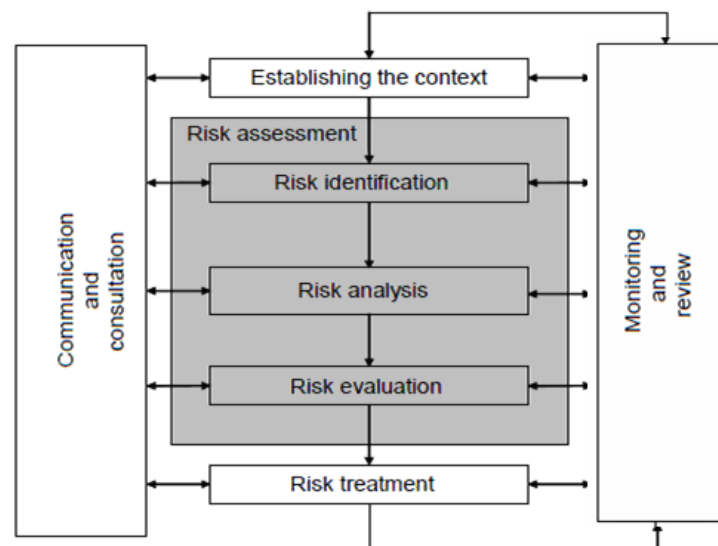 Establishing the context
Risk assessment
Risk identification
Risk analysis
Risk evaluation
Risk treatment
Communication
and
consultation
Monitoring
and
review